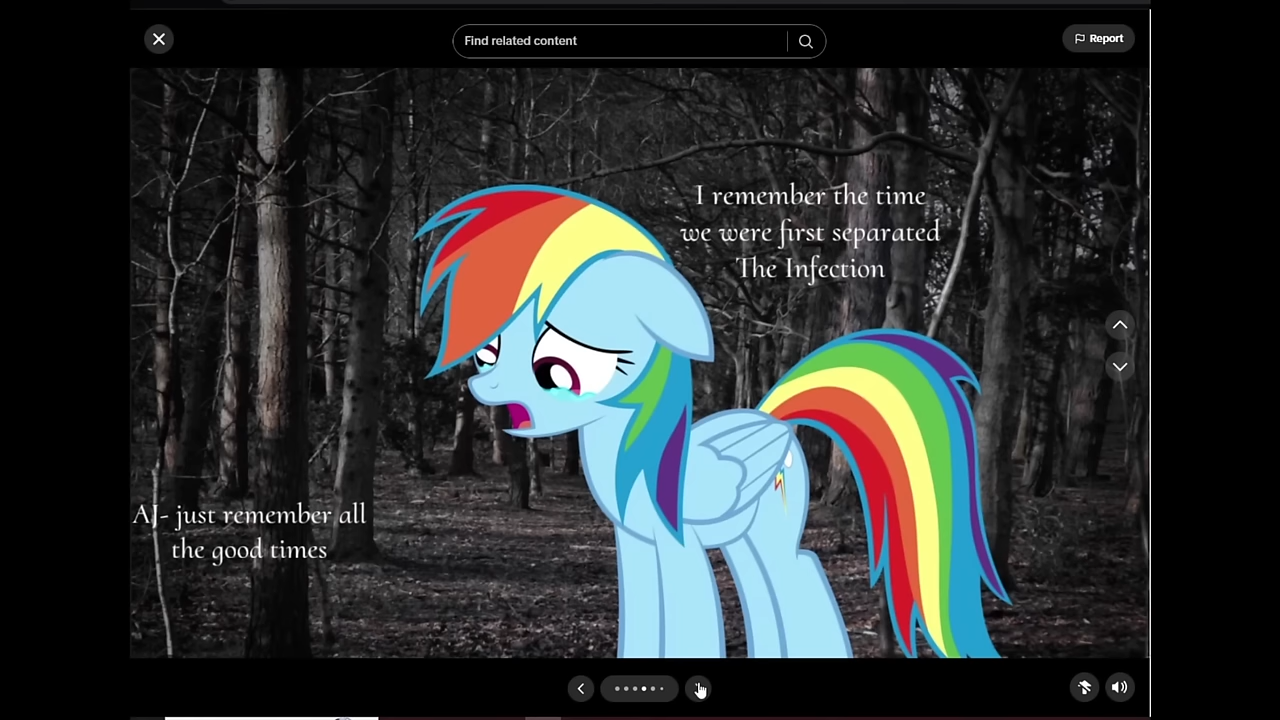 Find related content
Report
I remember the time
we were first separated
The Infection
AJ- just remember all
the good times